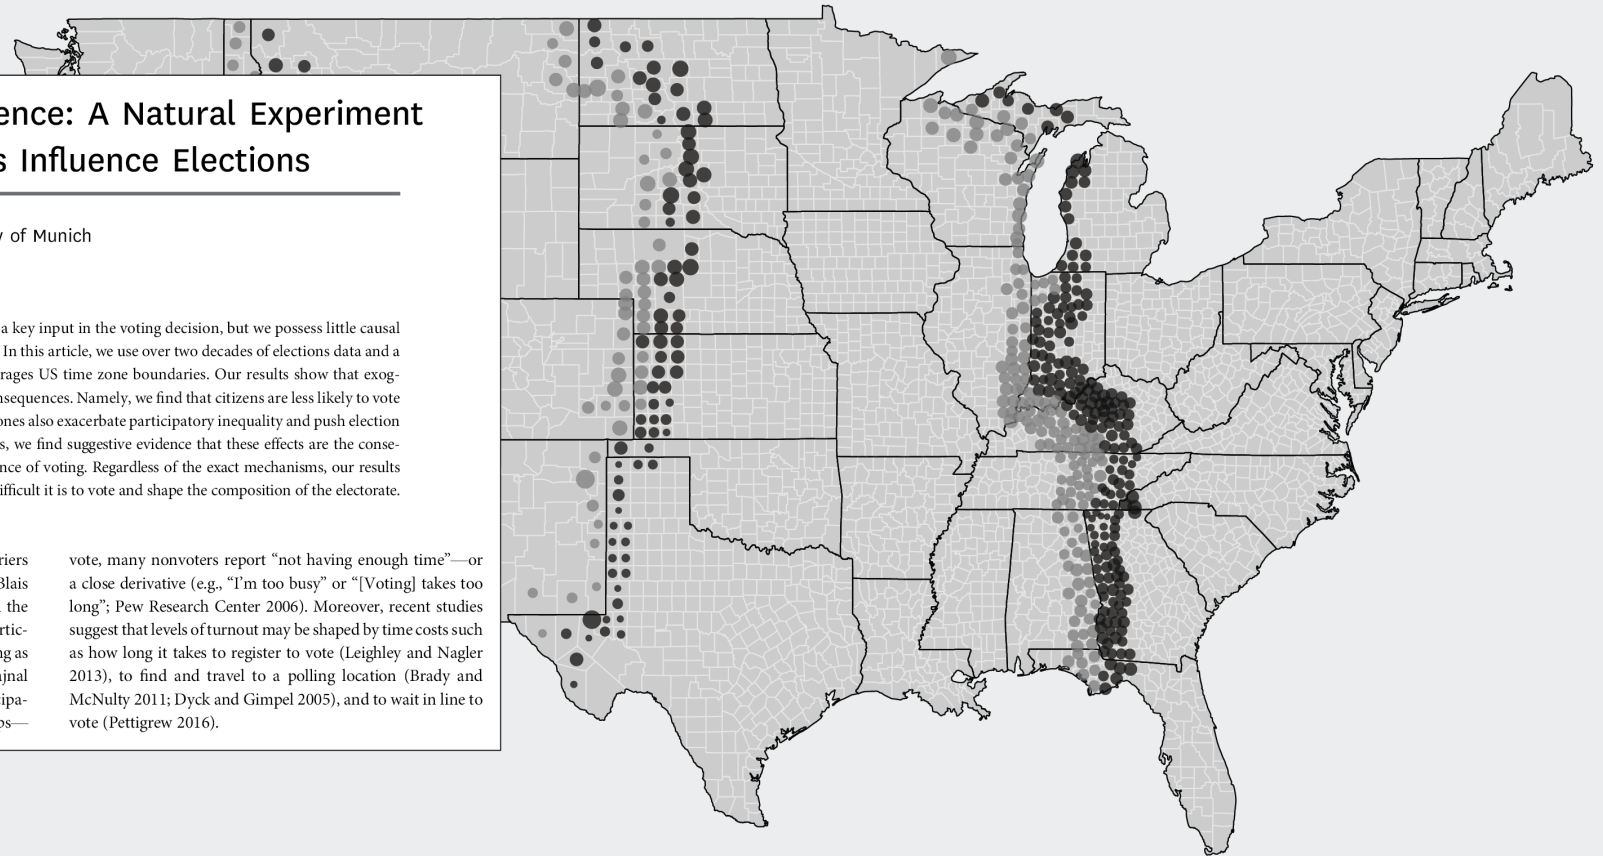 ence: A Natural Experiment
s Influence Elections
y of Munich
a key input in the voting decision, but we possess little causal
In this article, we use over two decades of elections data and a
rages US time zone boundaries. Our results show that exog-
nsequences. Namely, we find that citizens are less likely to vote
ones also exacerbate participatory inequality and push election
s, we find suggestive evidence that these effects are the conse-
nce of voting. Regardless of the exact mechanisms, our results
ifficult it is to vote and shape the composition of the electorate.
riers
Blais
the
rtic-
ng as
ajnal
cipa-
ps—
vote, many nonvoters report “not having enough time”—or
a close derivative (e.g., “I’m too busy” or “[Voting] takes too
long”; Pew Research Center 2006). Moreover, recent studies
suggest that levels of turnout may be shaped by time costs such
as how long it takes to register to vote (Leighley and Nagler
2013), to find and travel to a polling location (Brady and
McNulty 2011; Dyck and Gimpel 2005), and to wait in line to
vote (Pettigrew 2016).